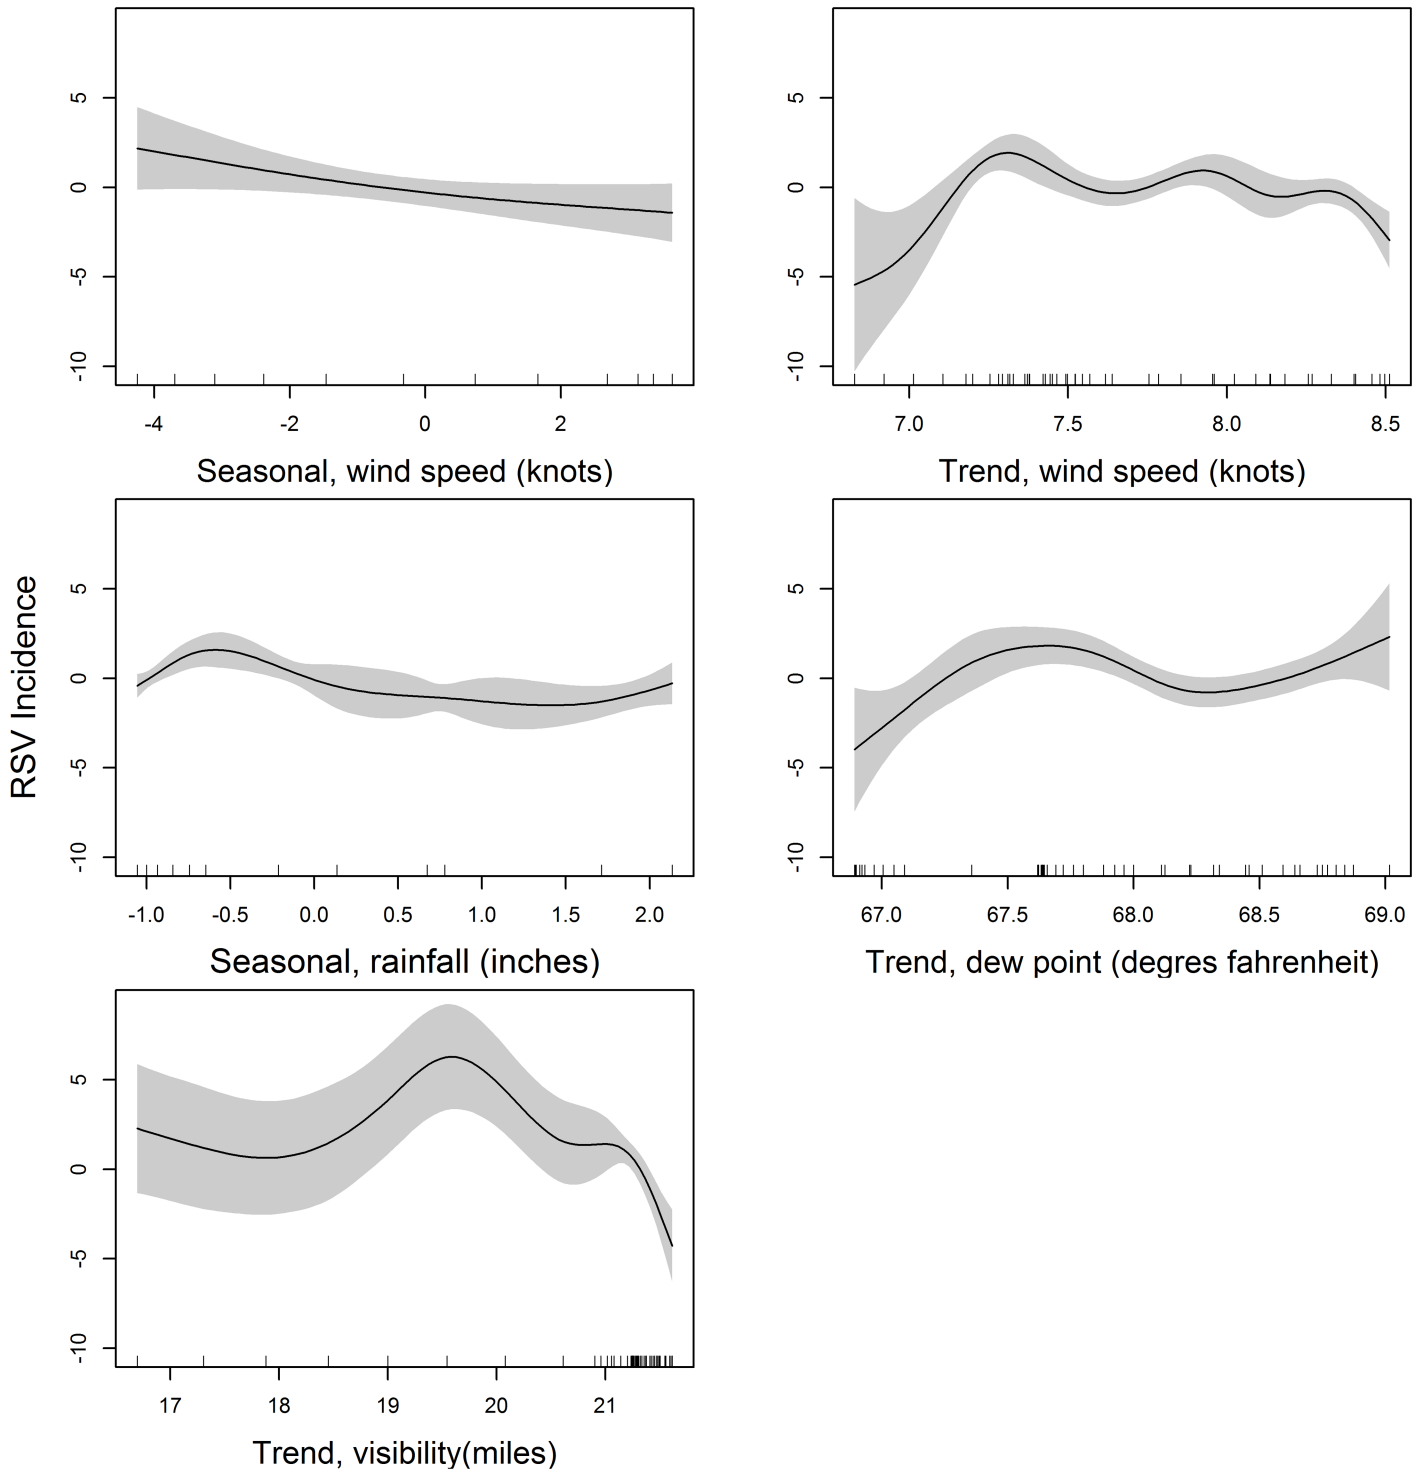 5
0
-5
-10
-4 -2 0 2
Seasonal, wind speed (knots)
5
0
-5
-10
7.0 7.5 8.0 8.5
Trend, wind speed (knots)
RSV Incidence
5
0
-5
-10
-1.0 -0.5 0.0 0.5 1.0 1.5 2.0
Seasonal, rainfall (inches)
5
0
-5
-10
67.0 67.5 68.0 68.5 69.0
Trend, dew point (degres fahrenheit)
5
0
-5
-10
17 18 19 20 21
Trend, visibility(miles)